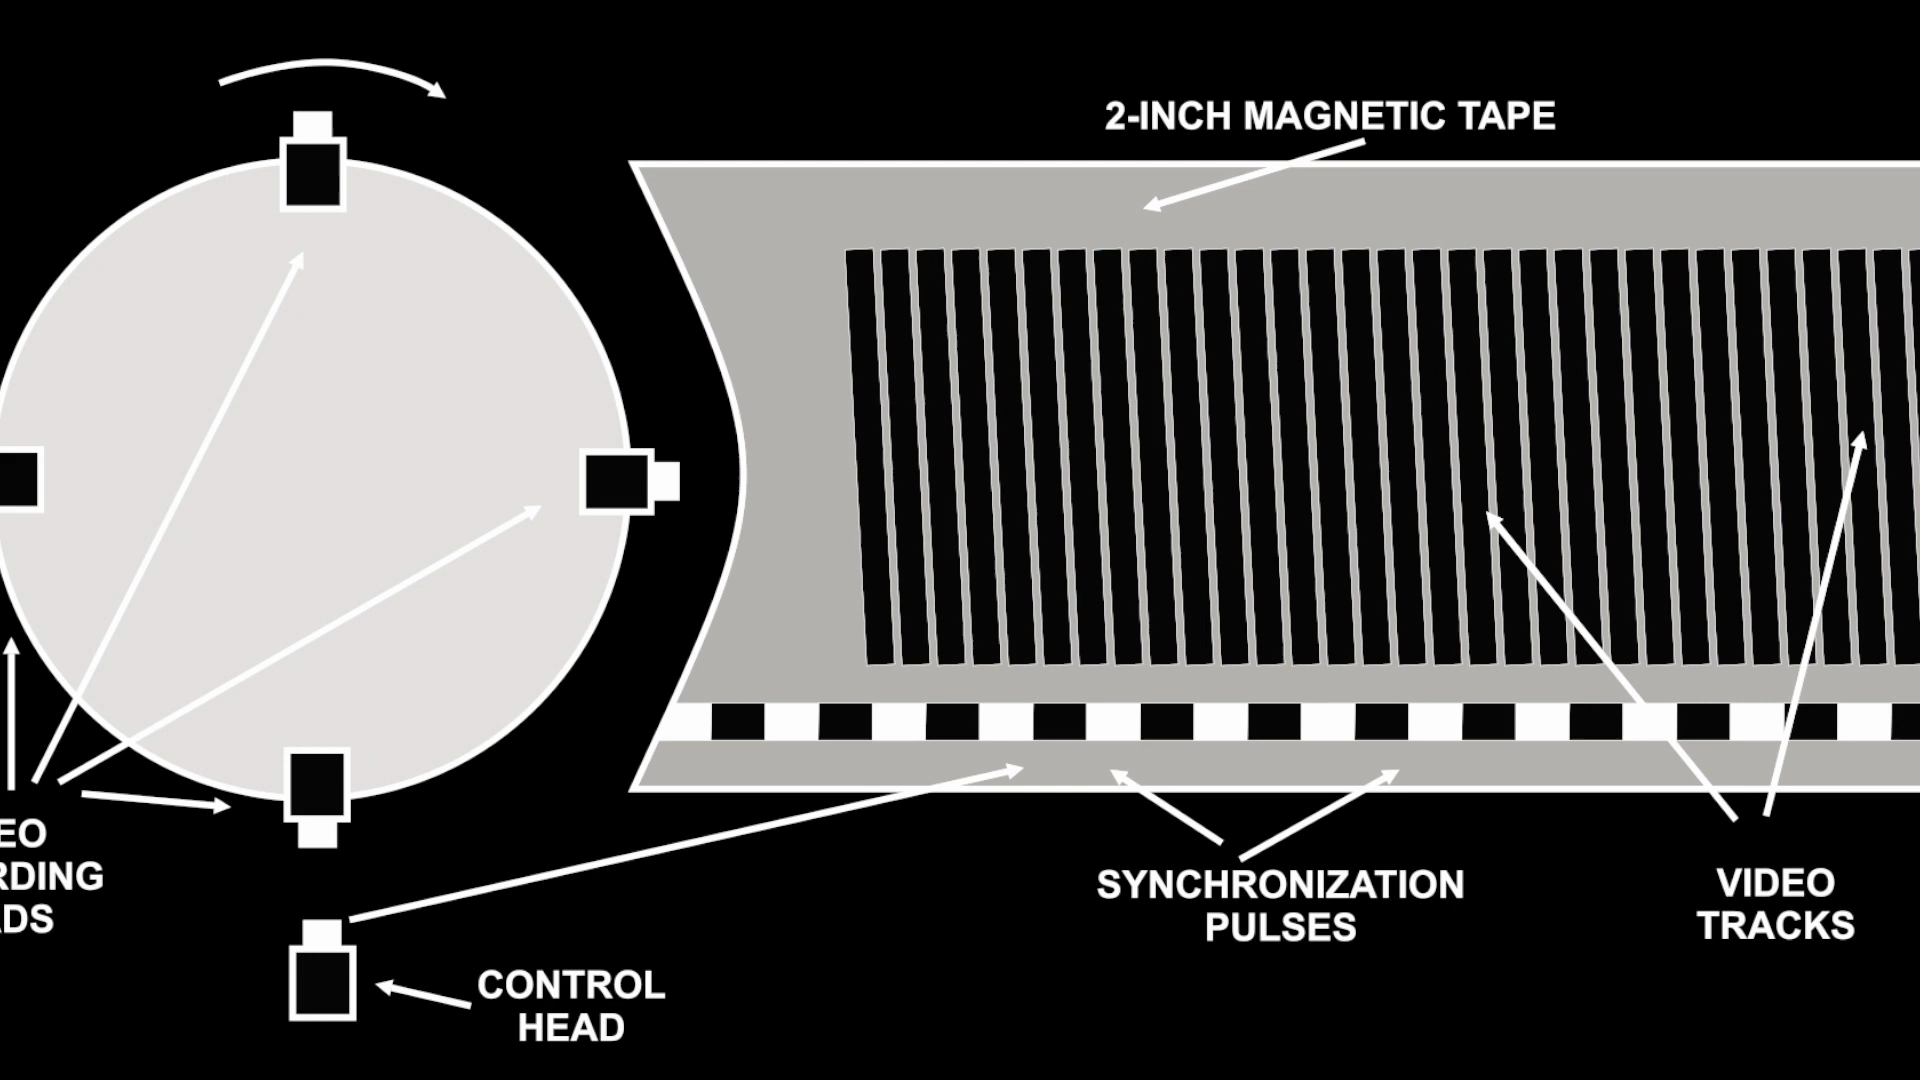 2-INCH MAGNETIC TAPE
EO
RDING
ADS
CONTROL
HEAD
SYNCHRONIZATION
PULSES
VIDEO
TRACKS